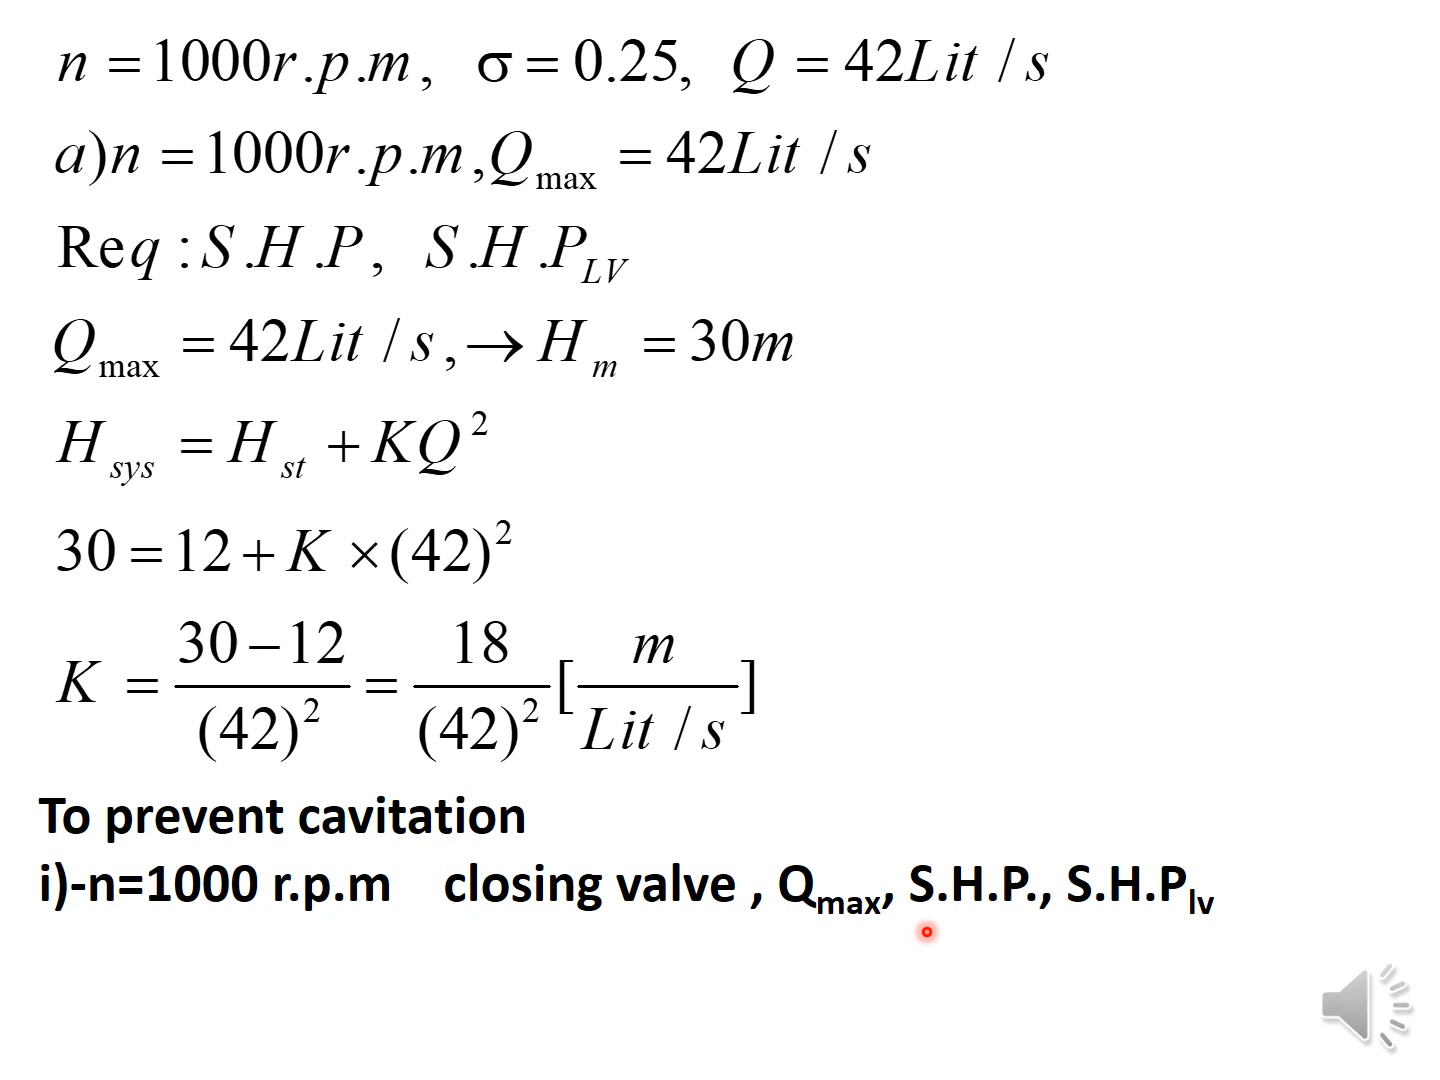 n = 1000r.p.m, σ = 0.25, Q = 42Lit / s
a)n = 1000r.p.m,Q_max = 42Lit / s
Req : S.H.P, S.H.P_LV
Q_max = 42Lit / s, → H_m = 30m
H_sys = H_st + KQ^2
30 = 12 + K × (42)^2
K = (30 − 12)/(42)^2 = 18/(42)^2 [m/(Lit / s)]
To prevent cavitation
i)-n=1000 r.p.m closing valve , Q_max, S.H.P., S.H.P_lv